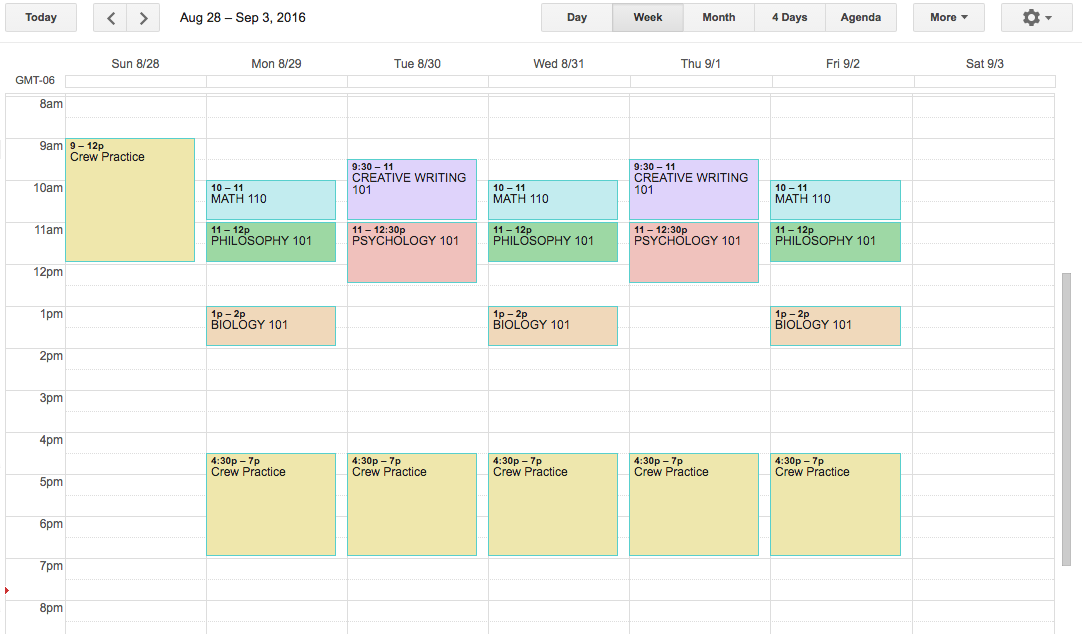 Today Aug 28 – Sep 3, 2016 Day Week Month 4 Days Agenda More
Sun 8/28 Mon 8/29 Tue 8/30 Wed 8/31 Thu 9/1 Fri 9/2 Sat 9/3
GMT-06
8am
9am
9 – 12p
Crew Practice
9:30 – 11
CREATIVE WRITING
101
9:30 – 11
CREATIVE WRITING
101
10am
10 – 11
MATH 110
10 – 11
MATH 110
10 – 11
MATH 110
11am
11 – 12p
PHILOSOPHY 101
11 – 12:30p
PSYCHOLOGY 101
11 – 12p
PHILOSOPHY 101
11 – 12:30p
PSYCHOLOGY 101
11 – 12p
PHILOSOPHY 101
12pm
1pm
1p – 2p
BIOLOGY 101
1p – 2p
BIOLOGY 101
1p – 2p
BIOLOGY 101
2pm
3pm
4pm
4:30p – 7p
Crew Practice
4:30p – 7p
Crew Practice
4:30p – 7p
Crew Practice
4:30p – 7p
Crew Practice
4:30p – 7p
Crew Practice
5pm
6pm
7pm
8pm